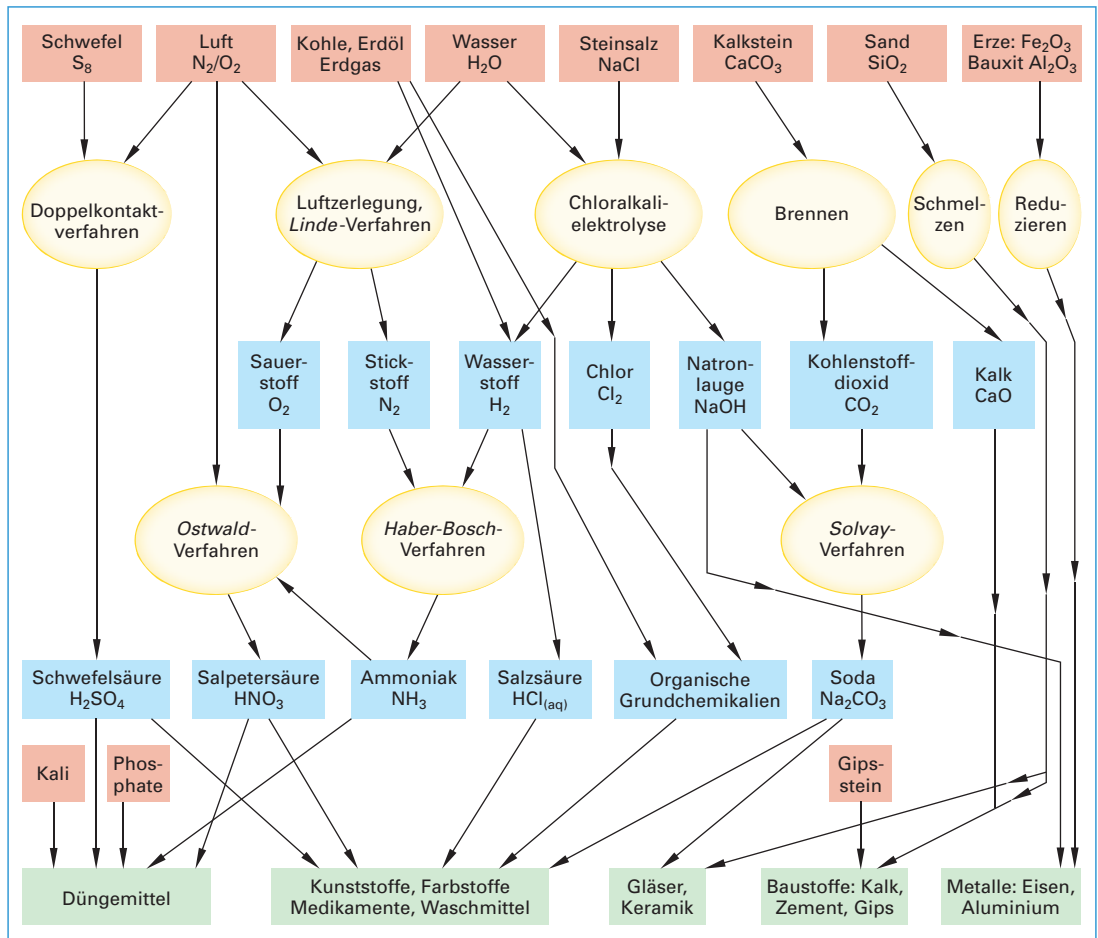 Schwefel
S₈
Luft
N₂/O₂
Kohle, Erdöl
Erdgas
Wasser
H₂O
Steinsalz
NaCl
Kalkstein
CaCO₃
Sand
SiO₂
Erze: Fe₂O₃
Bauxit Al₂O₃
Doppelkontakt-
verfahren
Luftzerlegung,
Linde-Verfahren
Chloralkali-
elektrolyse
Brennen
Schmel-
zen
Redu-
zieren
Sauer-
stoff
O₂
Stick-
stoff
N₂
Wasser-
stoff
H₂
Chlor
Cl₂
Natron-
lauge
NaOH
Kohlenstoff-
dioxid
CO₂
Kalk
CaO
Ostwald-
Verfahren
Haber-Bosch-
Verfahren
Solvay-
Verfahren
Schwefelsäure
H₂SO₄
Salpetersäure
HNO₃
Ammoniak
NH₃
Salzsäure
HCl(aq)
Organische
Grundchemikalien
Soda
Na₂CO₃
Kali
Phos-
phate
Gips-
stein
Düngemittel
Kunststoffe, Farbstoffe
Medikamente, Waschmittel
Gläser,
Keramik
Baustoffe: Kalk,
Zement, Gips
Metalle: Eisen,
Aluminium